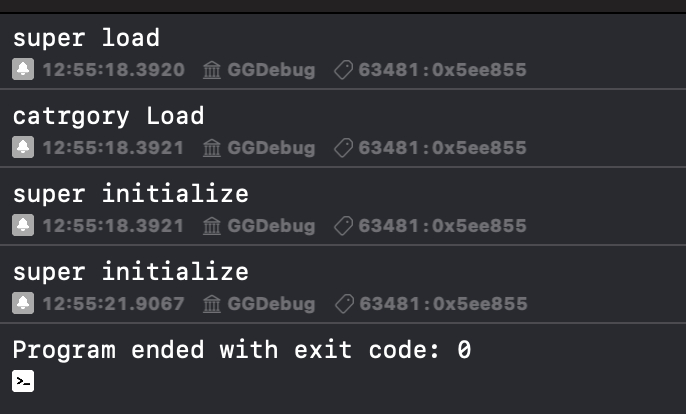 super load
12:55:18.3920 GGDebug 63481:0x5ee855
catrgory Load
12:55:18.3921 GGDebug 63481:0x5ee855
super initialize
12:55:18.3921 GGDebug 63481:0x5ee855
super initialize
12:55:21.9067 GGDebug 63481:0x5ee855
Program ended with exit code: 0